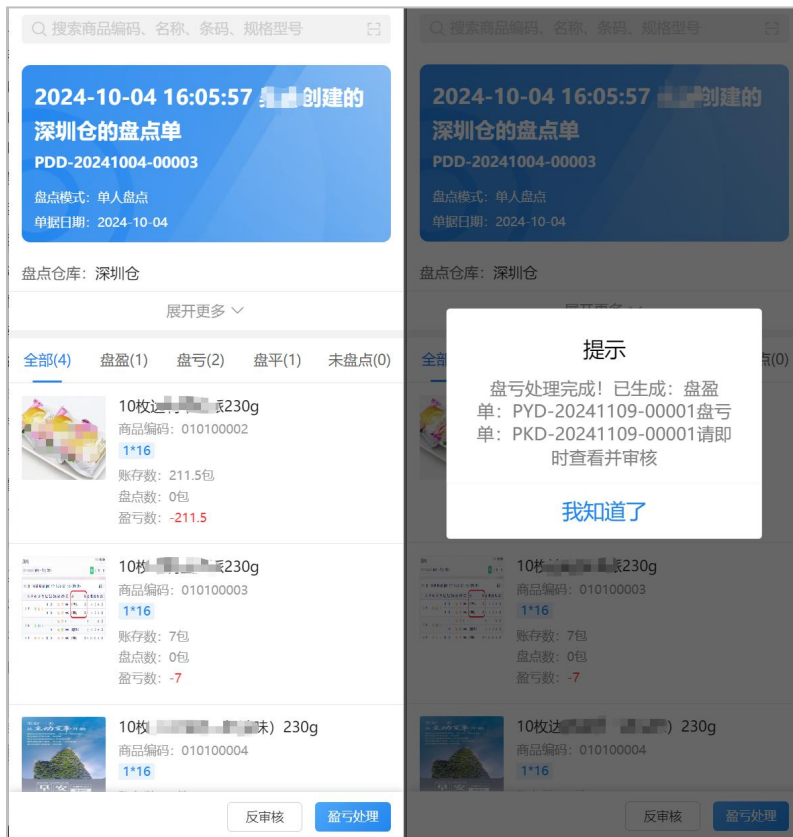 搜索商品编码、名称、条码、规格型号
2024-10-04 16:05:57 创建的
深圳仓的盘点单
PDD-20241004-00003
盘点模式：单人盘点
单据日期：2024-10-04
盘点仓库：深圳仓
展开更多
全部(4) 盘盈(1) 盘亏(2) 盘平(1) 未盘点(0)
10枚 230g
商品编码：010100002
1*16
账存数：211.5包
盘点数：0包
盈亏数：-211.5
10枚 230g
商品编码：010100003
1*16
账存数：7包
盘点数：0包
盈亏数：-7
10枚 味）230g
商品编码：010100004
1*16
反审核 盈亏处理
搜索商品编码、名称、条码、规格型号
2024-10-04 16:05:57 创建的
深圳仓的盘点单
PDD-20241004-00003
盘点模式：单人盘点
单据日期：2024-10-04
盘点仓库：深圳仓
提示
盘亏处理完成！已生成：盘盈
单：PYD-20241109-00001盘亏
单：PKD-20241109-00001请即
时查看并审核
我知道了
10枚 230g
商品编码：010100003
1*16
账存数：7包
盘点数：0包
盈亏数：-7
10枚达 ）230g
商品编码：010100004
1*16
反审核 盈亏处理